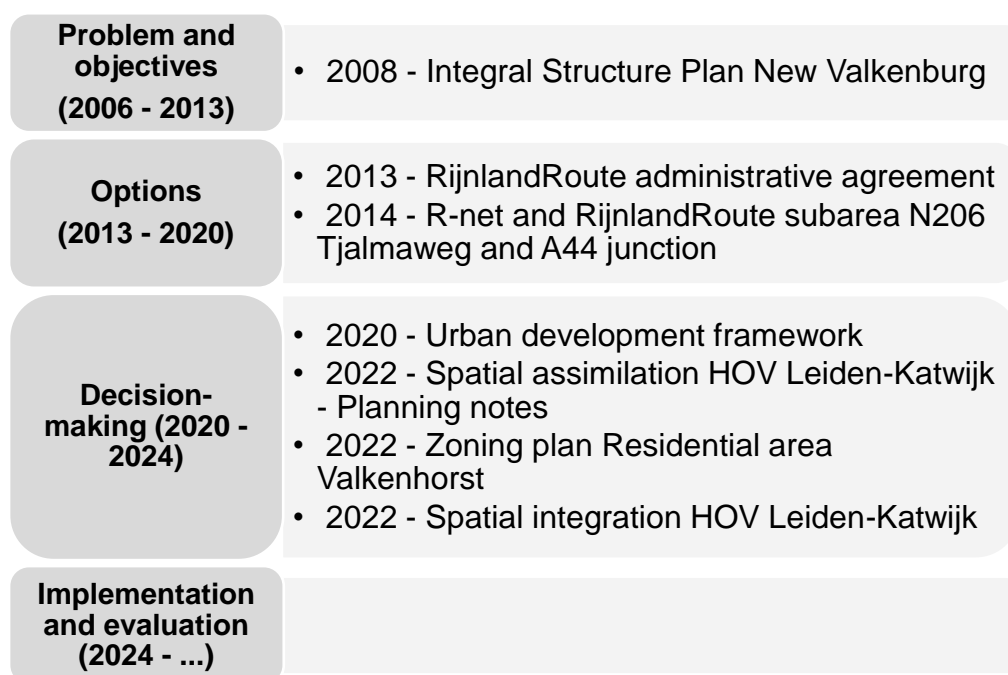 Problem and
objectives
(2006 - 2013)
• 2008 - Integral Structure Plan New Valkenburg
Options
(2013 - 2020)
• 2013 - RijnlandRoute administrative agreement
• 2014 - R-net and RijnlandRoute subarea N206
Tjalmaweg and A44 junction
Decision-
making (2020 -
2024)
• 2020 - Urban development framework
• 2022 - Spatial assimilation HOV Leiden-Katwijk
- Planning notes
• 2022 - Zoning plan Residential area
Valkenhorst
• 2022 - Spatial integration HOV Leiden-Katwijk
Implementation
and evaluation
(2024 - ...)